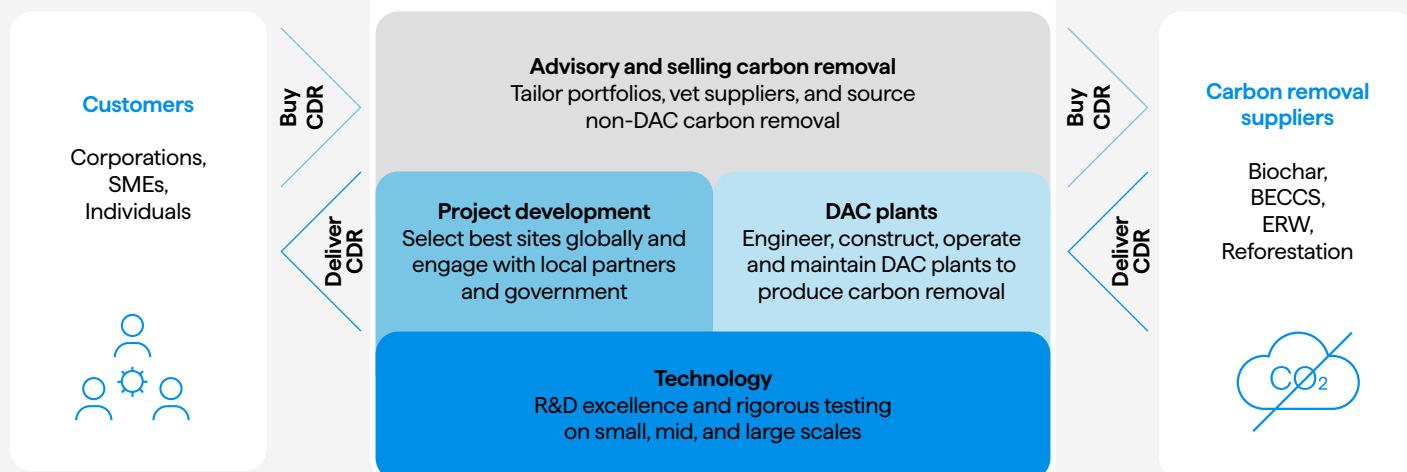 Customers
Corporations,
SMEs,
Individuals
Buy
CDR
Deliver
CDR
Advisory and selling carbon removal
Tailor portfolios, vet suppliers, and source
non-DAC carbon removal
Project development
Select best sites globally and
engage with local partners
and government
DAC plants
Engineer, construct, operate
and maintain DAC plants to
produce carbon removal
Technology
R&D excellence and rigorous testing
on small, mid, and large scales
Buy
CDR
Deliver
CDR
Carbon removal
suppliers
Biochar,
BECCS,
ERW,
Reforestation
CO₂